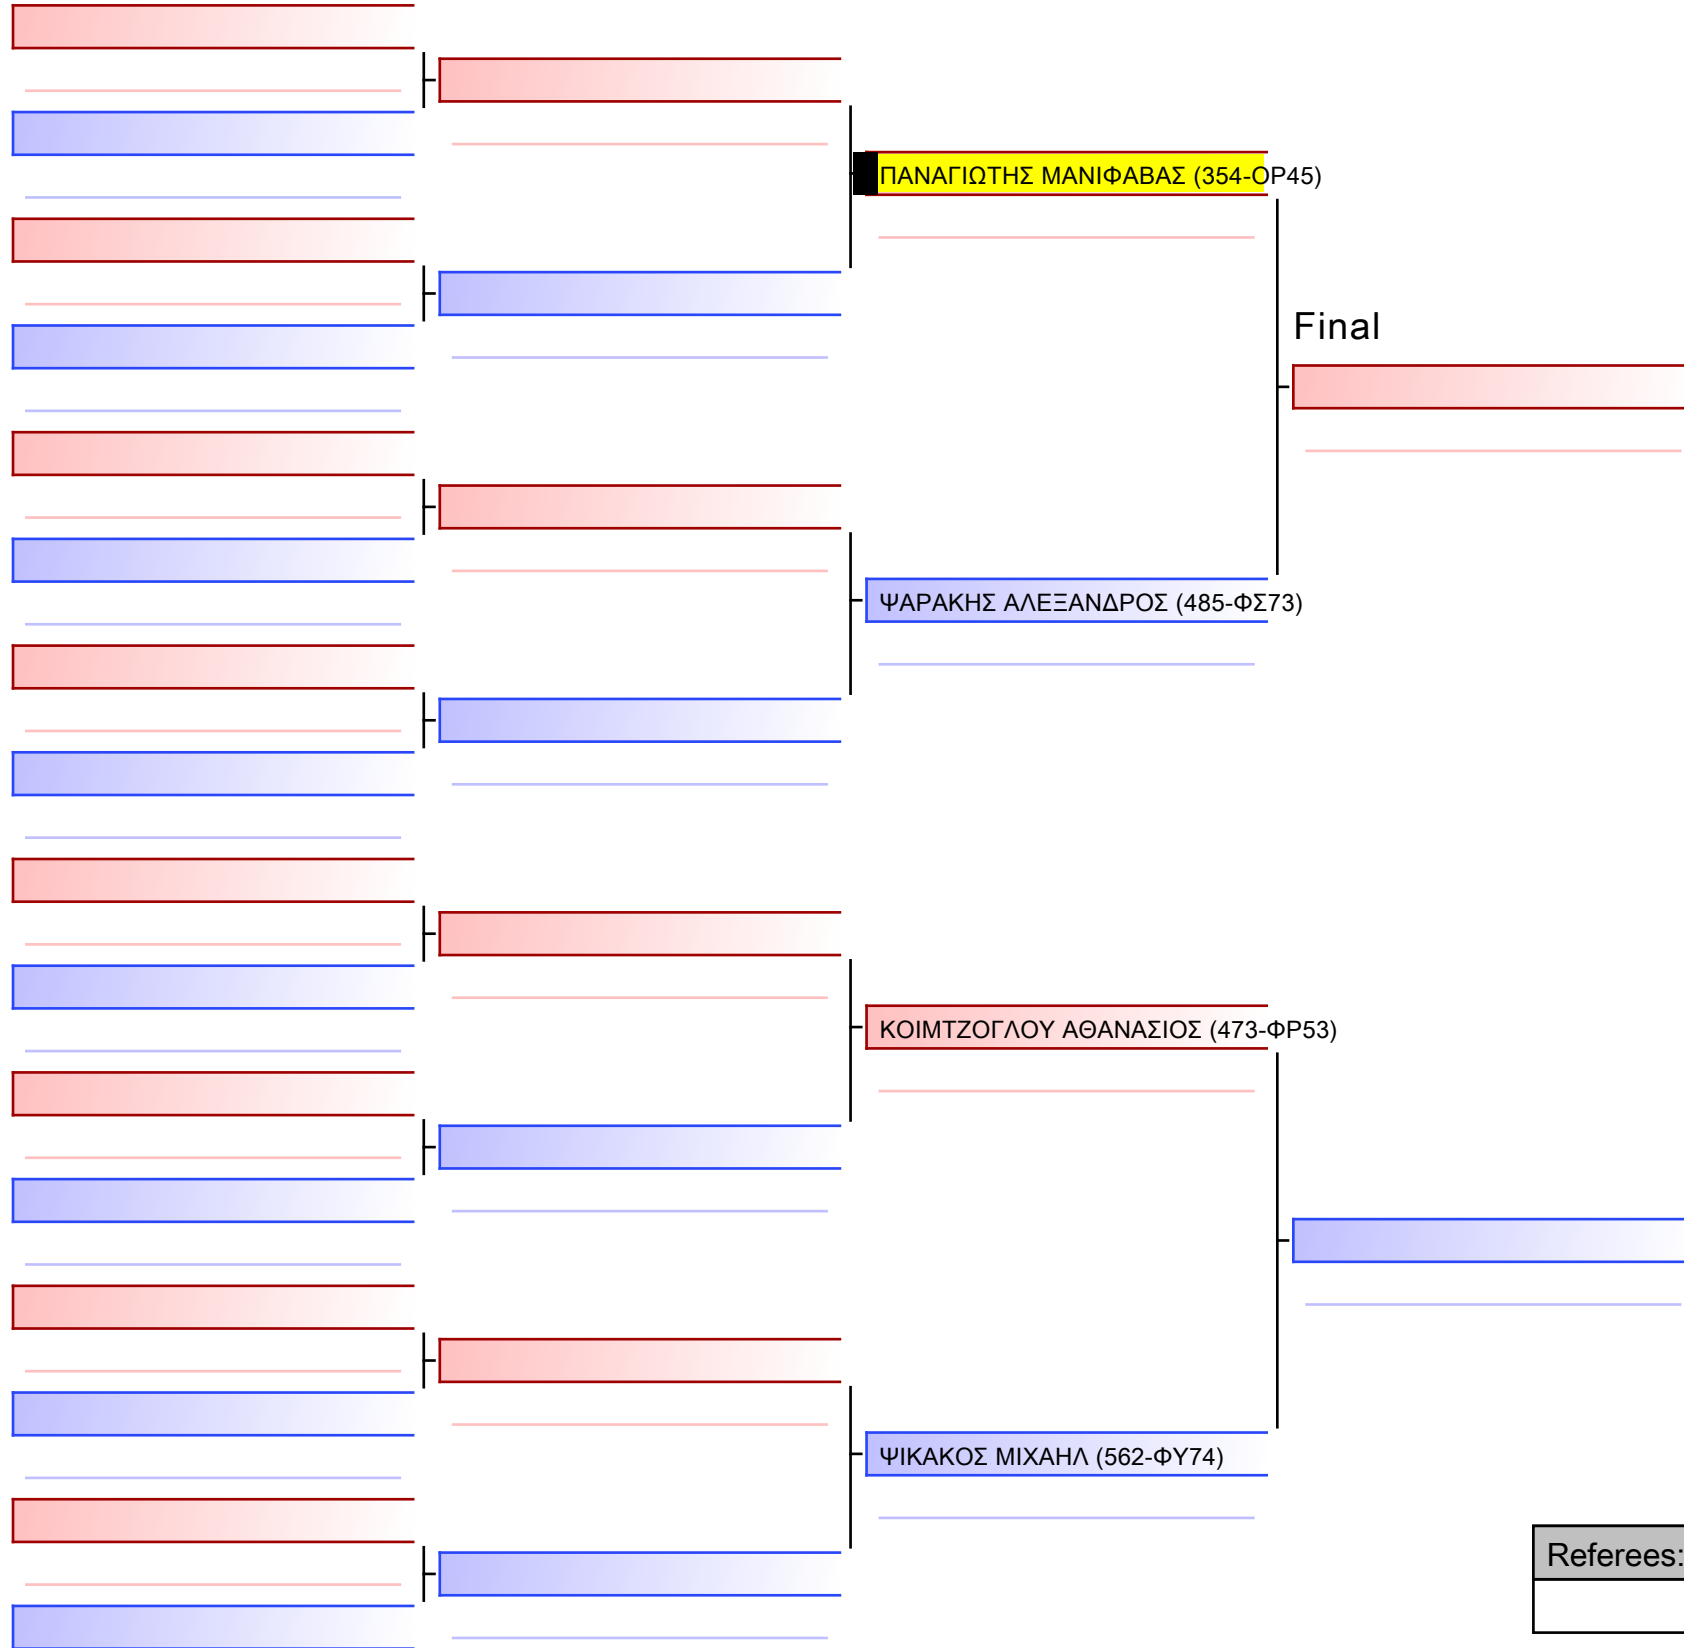 ΠΑΝΑΓΙΩΤΗΣ ΜΑΝΙΦΑΒΑΣ (354-ΟΡ45)
Final
ΨΑΡΑΚΗΣ ΑΛΕΞΑΝΔΡΟΣ (485-ΦΣ73)
ΚΟΙΜΤΖΟΓΛΟΥ ΑΘΑΝΑΣΙΟΣ (473-ΦΡ53)
ΨΙΚΑΚΟΣ ΜΙΧΑΗΛ (562-ΦΥ74)
Referees: